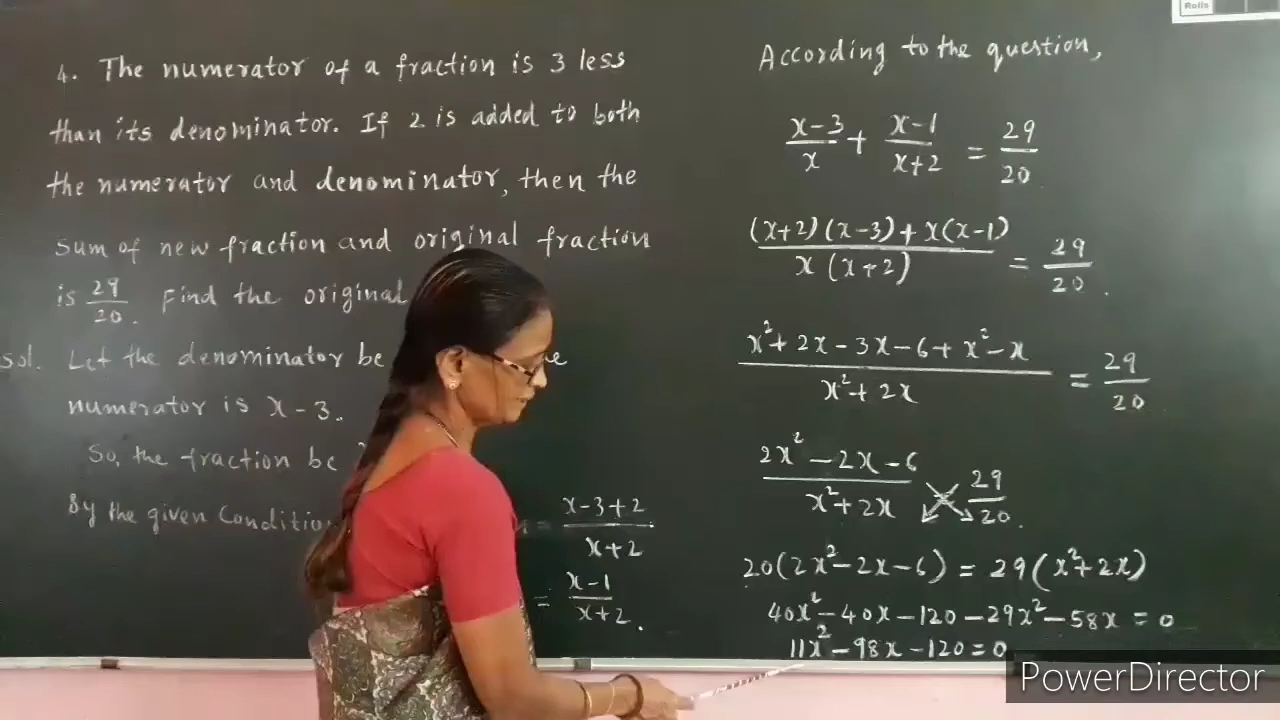 Rolls
4. The numerator of a fraction is 3 less
than its denominator. If 2 is added to both
the numerator and denominator, then the
sum of new fraction and original fraction
is 29/20. Find the original
Sol. Let the denominator be
numerator is x-3.
So, the fraction be
By the given Condition = x-3+2/x+2
= x-1/x+2.
According to the question,
x-3/x + x-1/x+2 = 29/20
(x+2)(x-3)+x(x-1)/x(x+2) = 29/20.
x²+2x-3x-6+x²-x/x²+2x = 29/20
2x²-2x-6/x²+2x 29/20.
20(2x²-2x-6) = 29(x²+2x)
40x²-40x-120-29x²-58x = 0
11x²-98x-120=0
PowerDirector